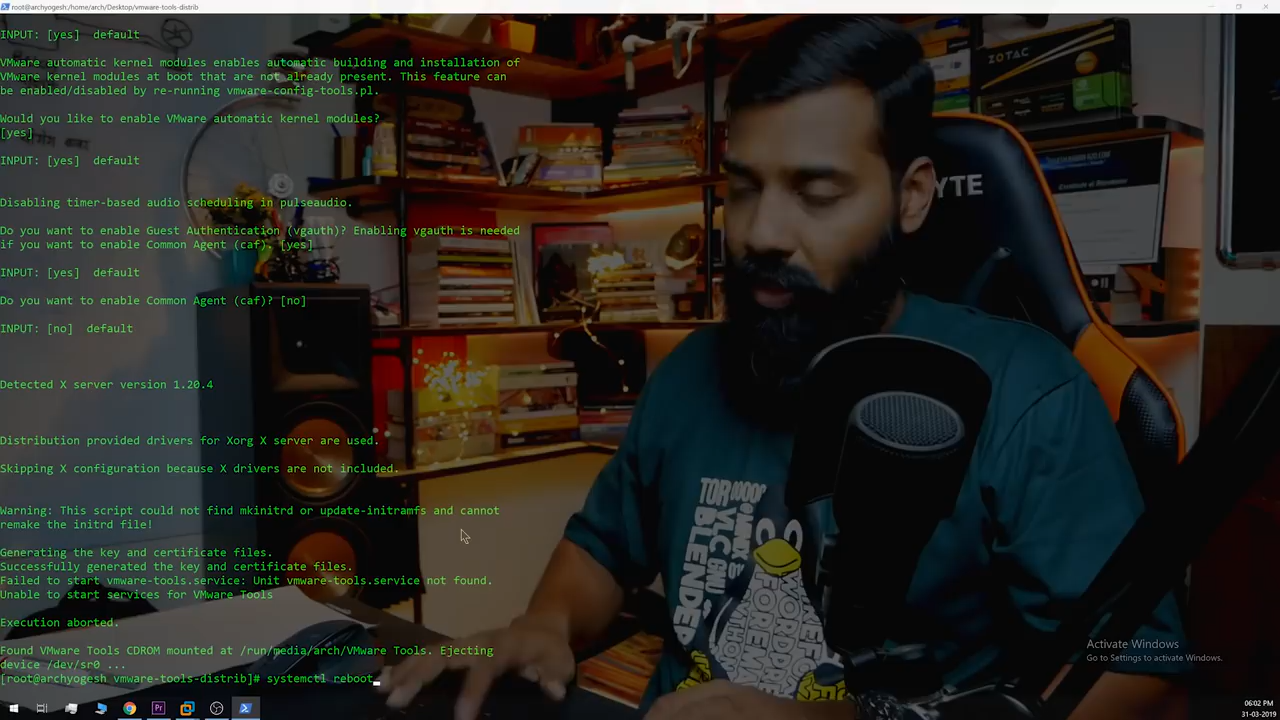 root@archyogesh:/home/arch/Desktop/vmware-tools-distrib
INPUT: [yes]  default
VMware automatic kernel modules enables automatic building and installation of
VMware kernel modules at boot that are not already present. This feature can
be enabled/disabled by re-running vmware-config-tools.pl.
Would you like to enable VMware automatic kernel modules?
[yes]
INPUT: [yes]  default
Disabling timer-based audio scheduling in pulseaudio.
Do you want to enable Guest Authentication (vgauth)? Enabling vgauth is needed
if you want to enable Common Agent (caf). [yes]
INPUT: [yes]  default
Do you want to enable Common Agent (caf)? [no]
INPUT: [no]  default
Detected X server version 1.20.4
Distribution provided drivers for Xorg X server are used.
Skipping X configuration because X drivers are not included.
Warning: This script could not find mkinitrd or update-initramfs and cannot
remake the initrd file!
Generating the key and certificate files.
Successfully generated the key and certificate files.
Failed to start vmware-tools.service: Unit vmware-tools.service not found.
Unable to start services for VMware Tools
Execution aborted.
Found VMware Tools CDROM mounted at /run/media/arch/VMware Tools. Ejecting
device /dev/sr0 ...
[root@archyogesh vmware-tools-distrib]# systemctl reboot
ZOTAC
YTE
Activate Windows
Go to Settings to activate Windows.
Pr
06:02 PM
31-03-2019